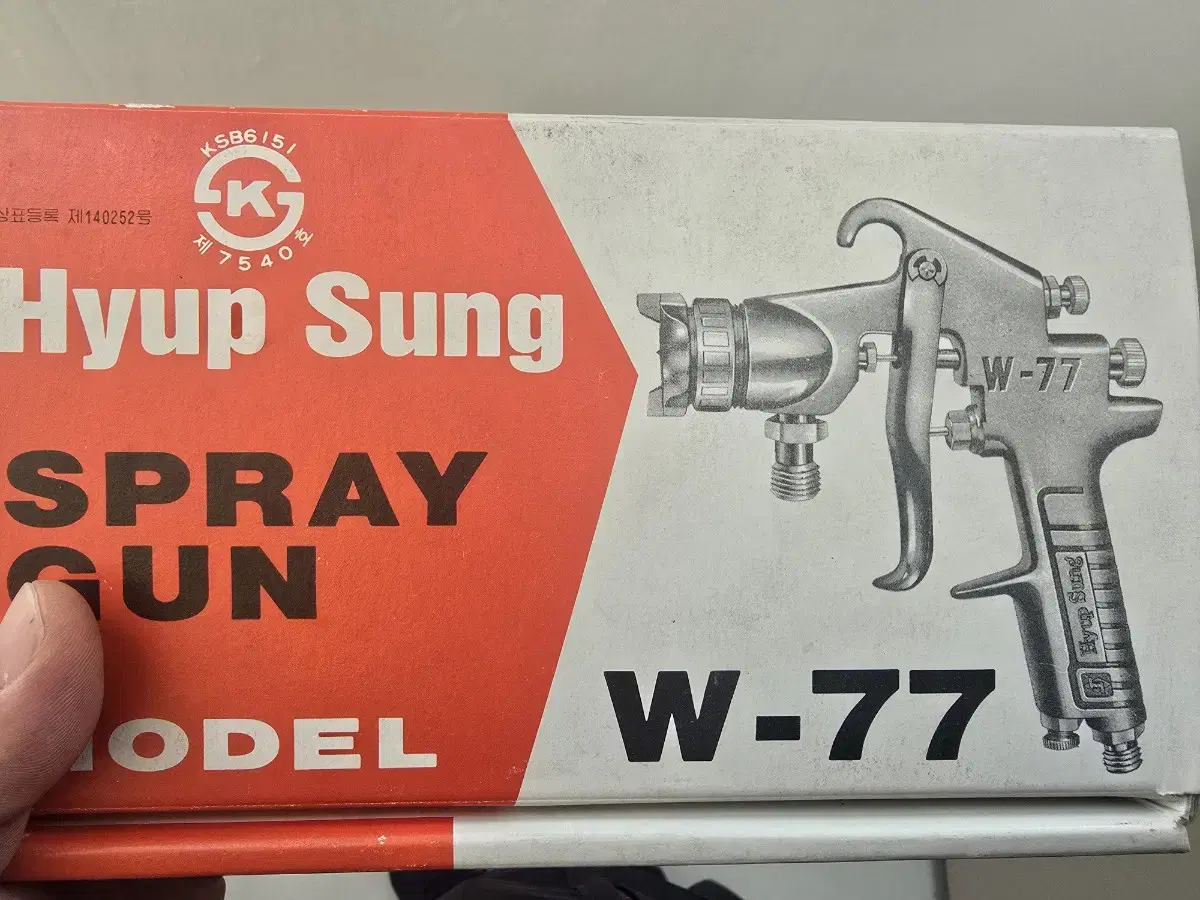 KSB6151
K
제7540호
상표등록 제140252호
Hyup Sung
SPRAY
GUN
MODEL
W-77
W-77
Hyup Sung